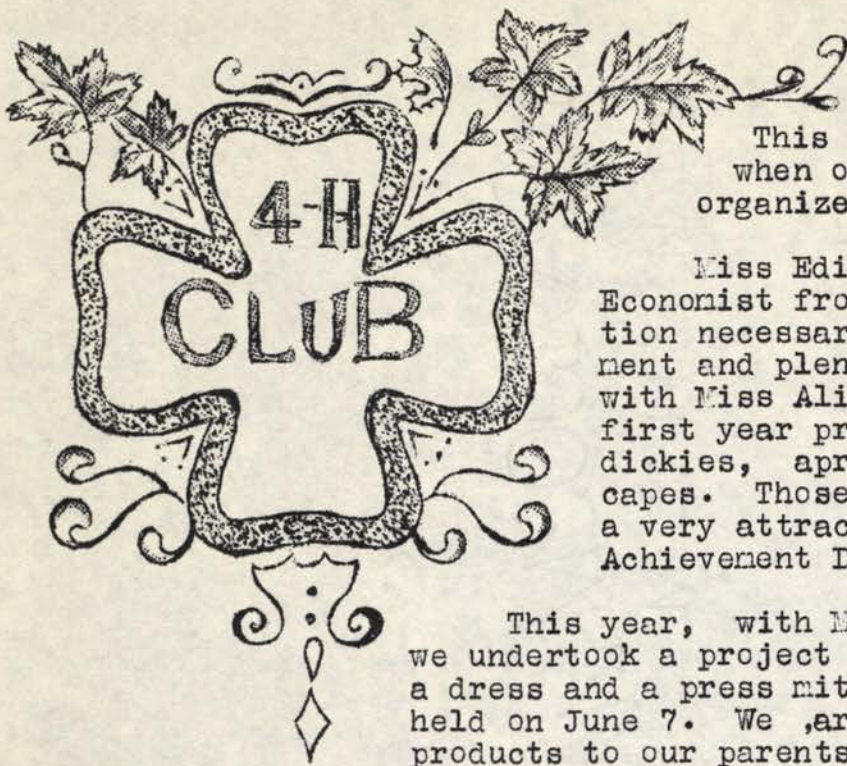 4-H
CLUB
This
when o
organize
Miss Edi
Economist fro
tion necessar
ment and plen
with Miss Ali
first year pr
dickies, apr
capes. Those
a very attrac
Achievement D
This year, with M
we undertook a project
a dress and a press mit
held on June 7. We ,ar
products to our parents